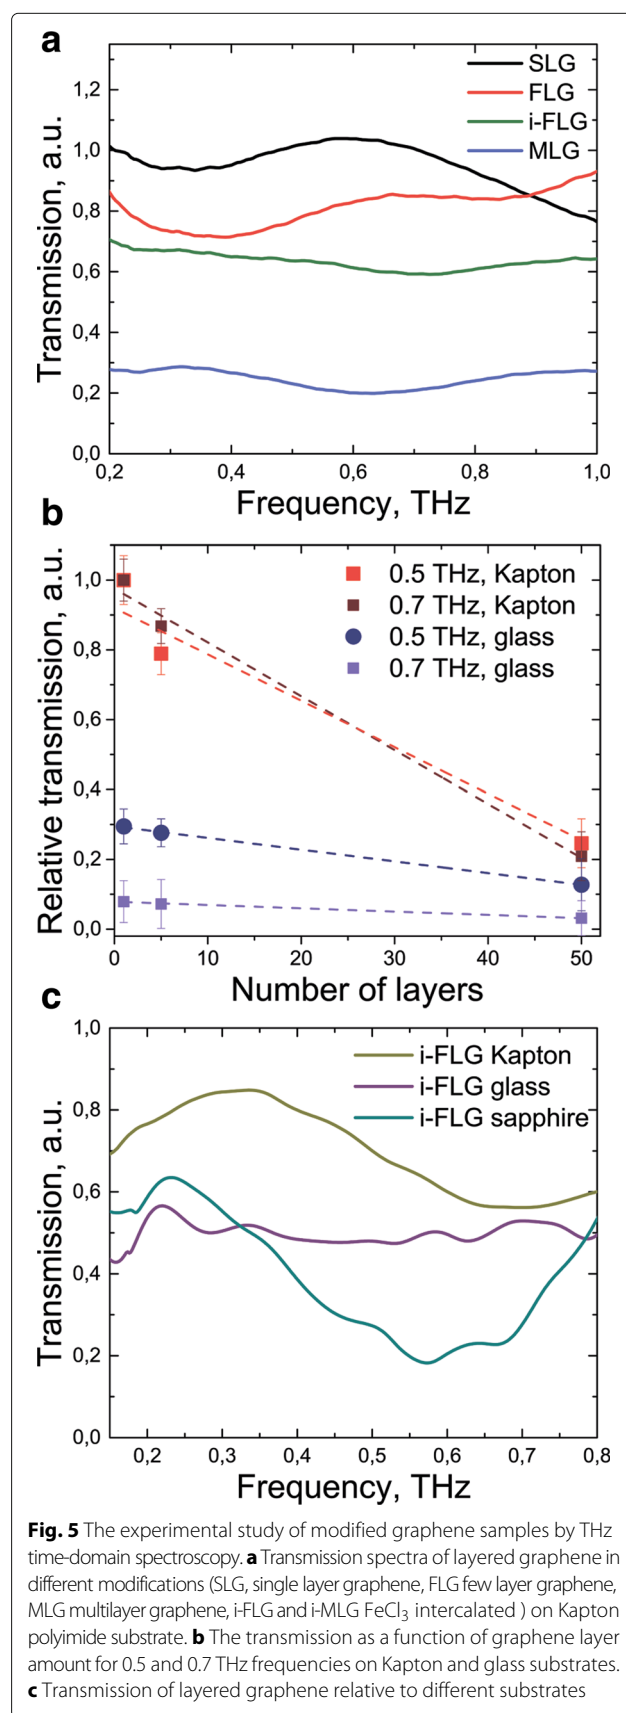 a
1,2
1,0
0,8
0,6
0,4
0,2
0,0
Transmission, a.u.
SLG
FLG
i-FLG
MLG
0,2 0,4 0,6 0,8 1,0
Frequency, THz
b
1,0
0,8
0,6
0,4
0,2
0,0
Relative transmission, a.u.
0.5 THz, Kapton
0.7 THz, Kapton
0.5 THz, glass
0.7 THz, glass
0 10 20 30 40 50
Number of layers
c
1,0
0,8
0,6
0,4
0,2
0,0
Transmission, a.u.
i-FLG Kapton
i-FLG glass
i-FLG sapphire
0,2 0,3 0,4 0,5 0,6 0,7 0,8
Frequency, THz
Fig. 5 The experimental study of modified graphene samples by THz
time-domain spectroscopy. a Transmission spectra of layered graphene in
different modifications (SLG, single layer graphene, FLG few layer graphene,
MLG multilayer graphene, i-FLG and i-MLG FeCl₃ intercalated ) on Kapton
polyimide substrate. b The transmission as a function of graphene layer
amount for 0.5 and 0.7 THz frequencies on Kapton and glass substrates.
c Transmission of layered graphene relative to different substrates